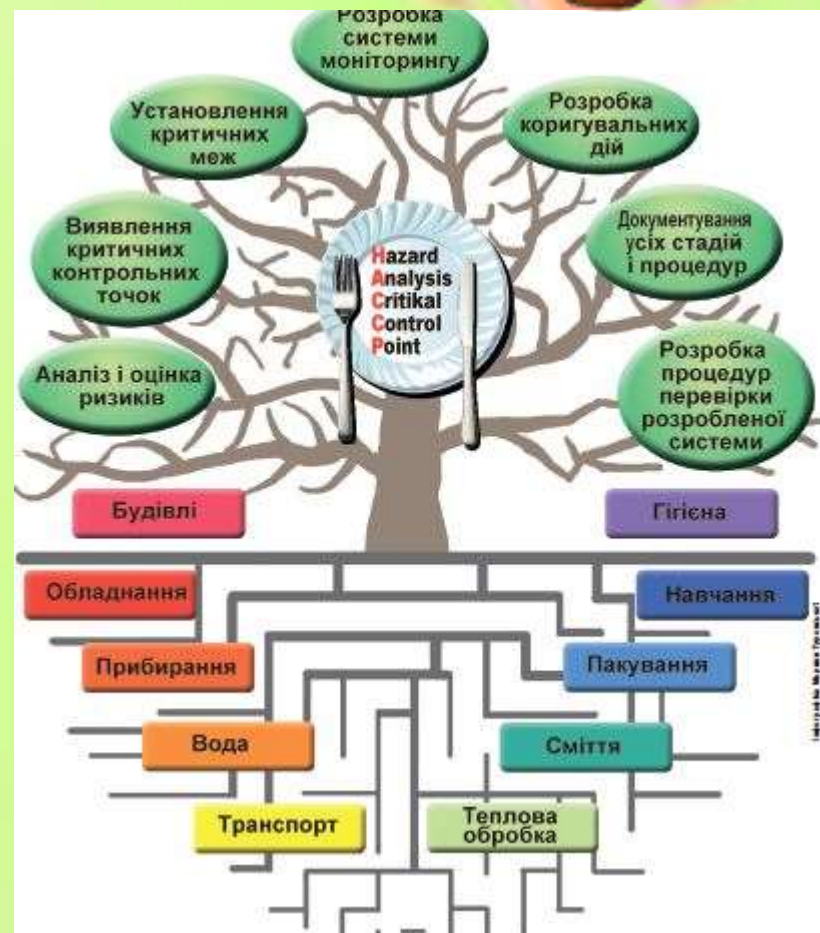 Розробка
системи
моніторингу
Установлення
критичних
меж
Розробка
коригувальних
дій
Виявлення
критичних
контрольних
точок
Hazard
Analysis
Critikal
Control
Point
Документування
усіх стадій
і процедур
Аналіз і оцінка
ризиків
Розробка
процедур
перевірки
розробленої
системи
Будівлі
Гігієна
Обладнання
Навчання
Прибирання
Пакування
Вода
Сміття
Транспорт
Теплова
обробка